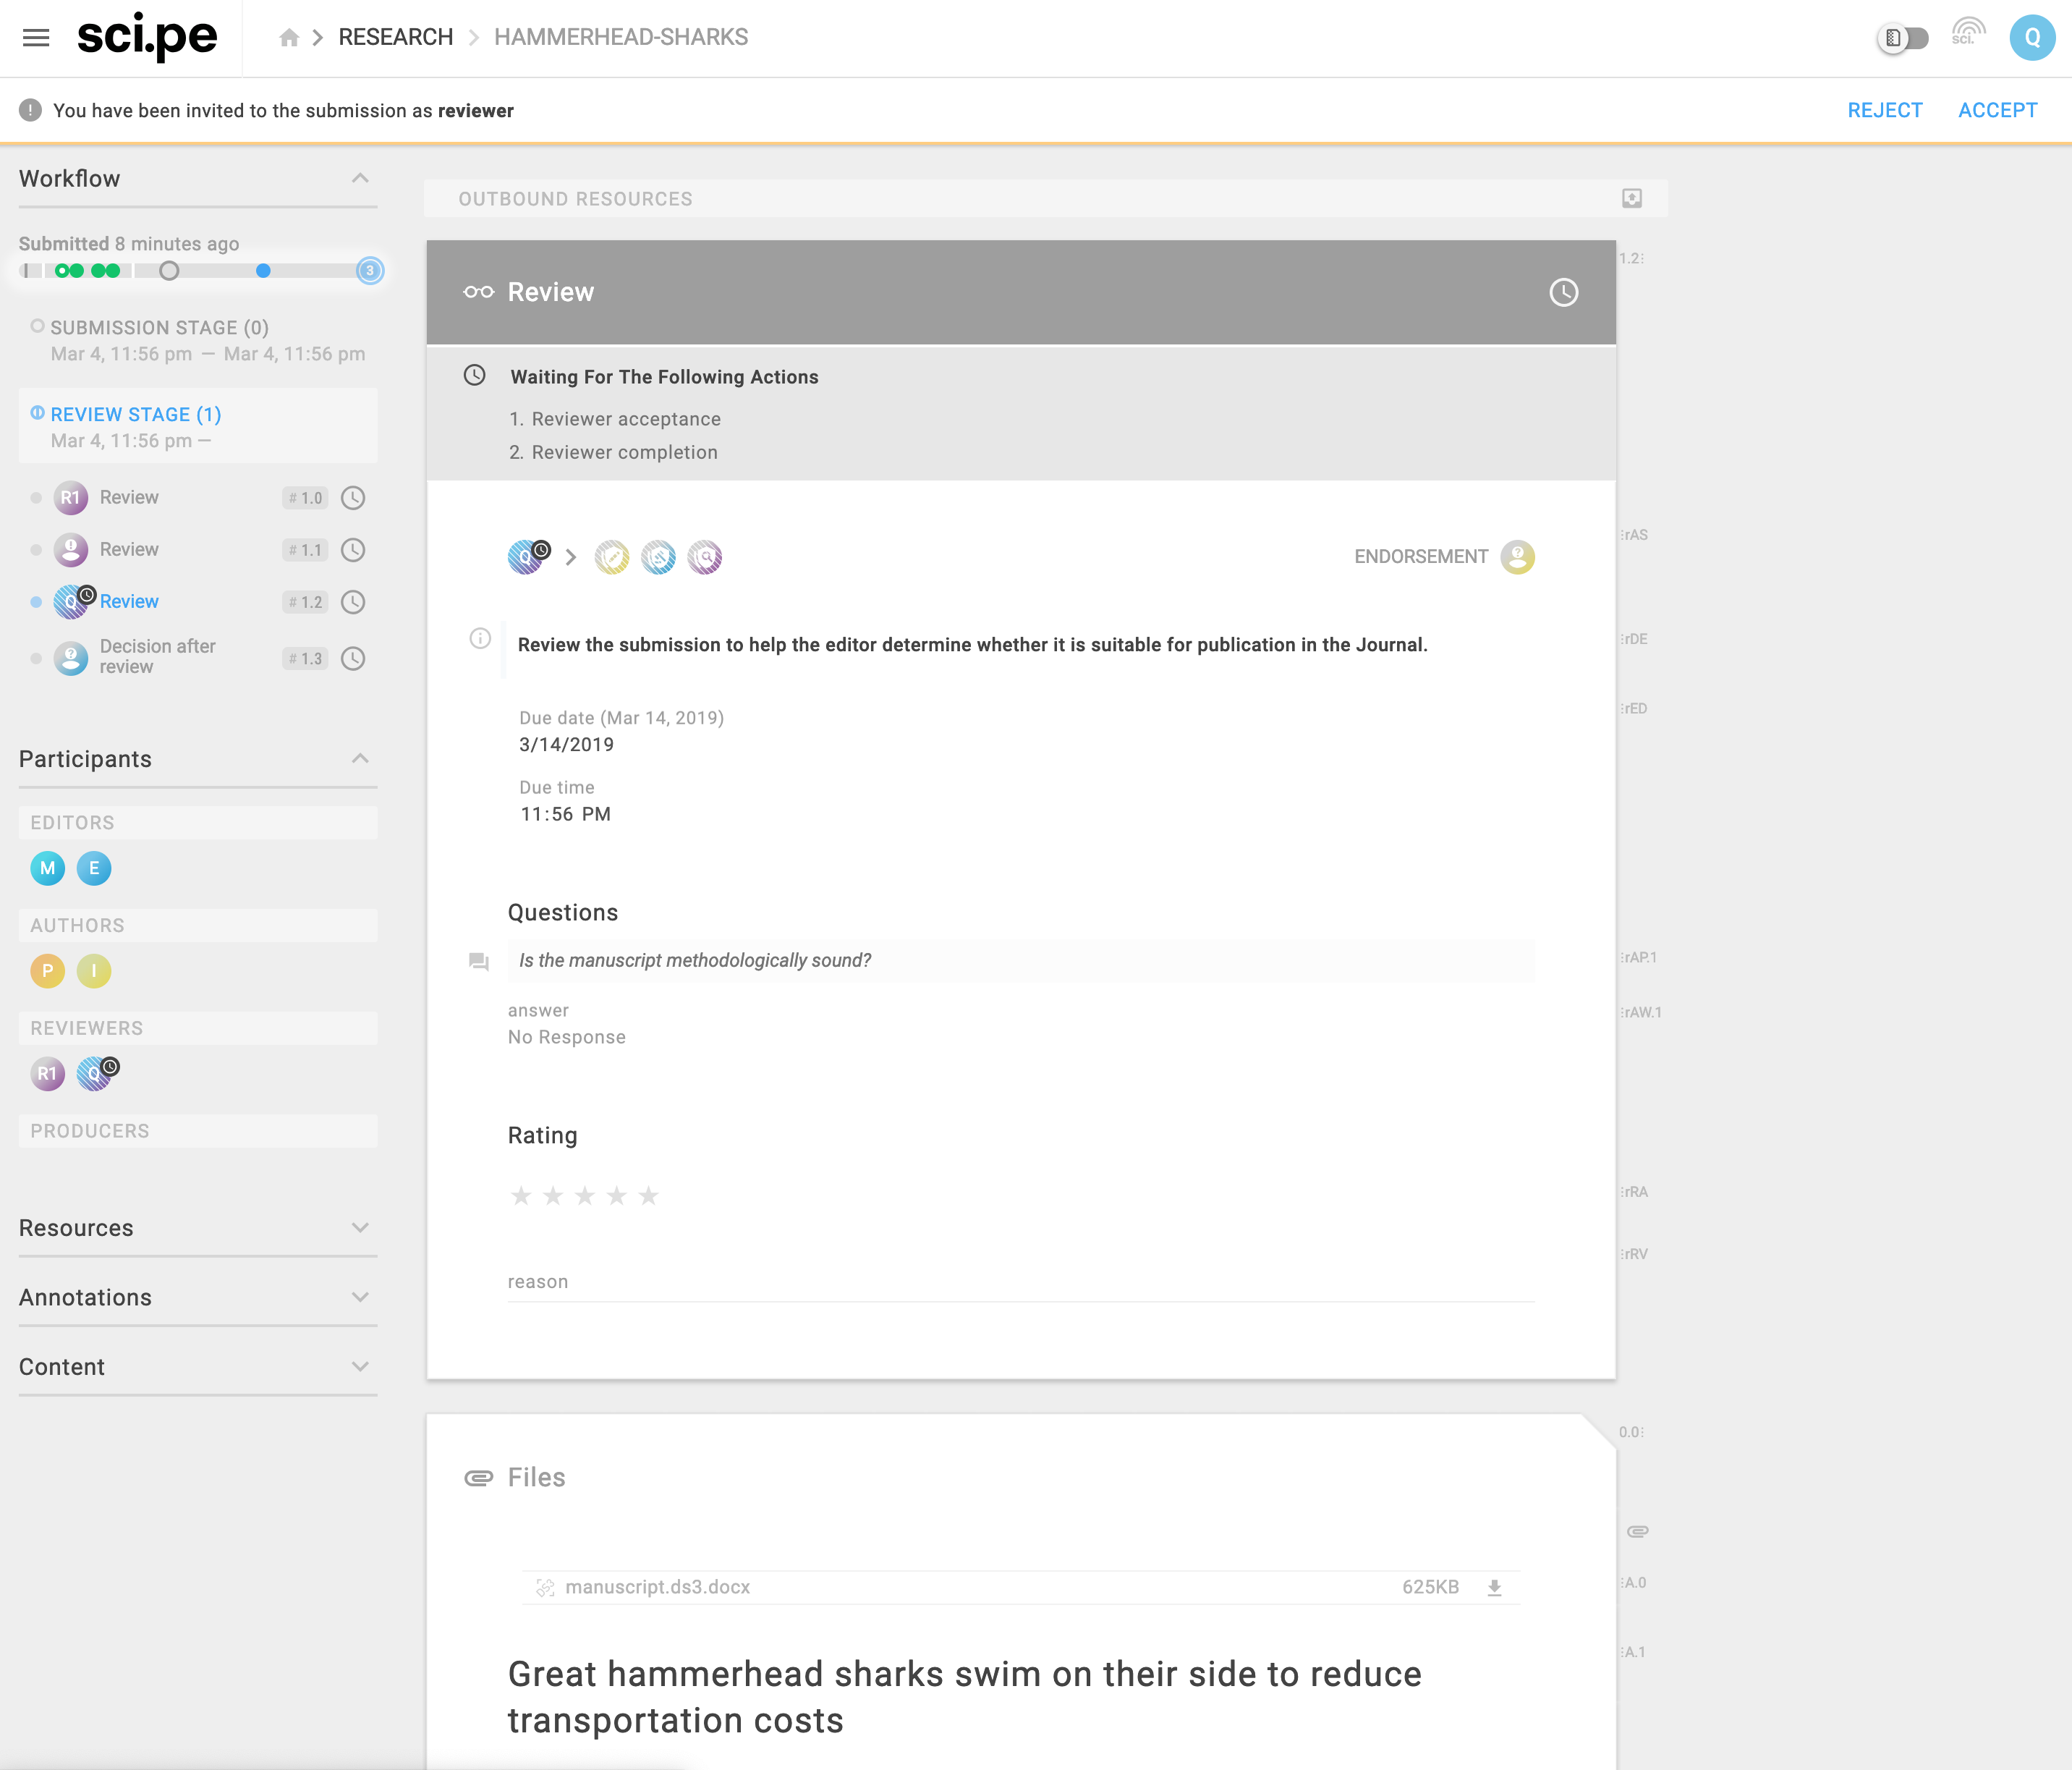 sci.pe
RESEARCH
HAMMERHEAD-SHARKS
sci.
Q
You have been invited to the submission as reviewer
REJECT
ACCEPT
Workflow
Submitted 8 minutes ago
3
SUBMISSION STAGE (0)
Mar 4, 11:56 pm — Mar 4, 11:56 pm
REVIEW STAGE (1)
Mar 4, 11:56 pm —
R1 Review # 1.0
Review # 1.1
Q Review # 1.2
Decision after
review
# 1.3
Participants
EDITORS
M E
AUTHORS
P I
REVIEWERS
R1 Q
PRODUCERS
Resources
Annotations
Content
OUTBOUND RESOURCES
1.2
Review
Waiting For The Following Actions
1. Reviewer acceptance
2. Reviewer completion
Q
ENDORSEMENT
rAS
Review the submission to help the editor determine whether it is suitable for publication in the Journal.
rDE
Due date (Mar 14, 2019)
3/14/2019
rED
Due time
11:56 PM
Questions
Is the manuscript methodologically sound?
rAP.1
answer
No Response
rAW.1
Rating
rRA
rRV
reason
0.0
Files
manuscript.ds3.docx 625KB
A.0
Great hammerhead sharks swim on their side to reduce
transportation costs
A.1